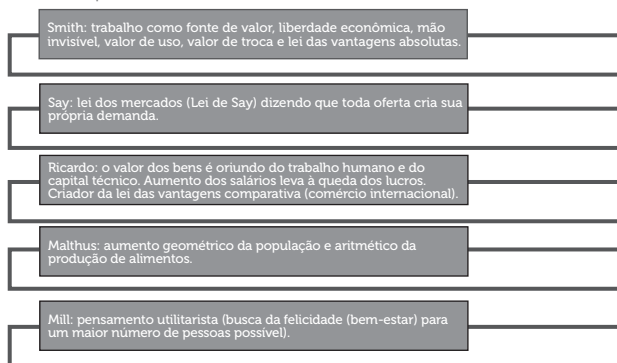 Smith: trabalho como fonte de valor, liberdade econômica, mão
invisível, valor de uso, valor de troca e lei das vantagens absolutas.
Say: lei dos mercados (Lei de Say) dizendo que toda oferta cria sua
própria demanda.
Ricardo: o valor dos bens é oriundo do trabalho humano e do
capital técnico. Aumento dos salários leva à queda dos lucros.
Criador da lei das vantagens comparativa (comércio internacional).
Malthus: aumento geométrico da população e aritmético da
produção de alimentos.
Mill: pensamento utilitarista (busca da felicidade (bem-estar) para
um maior número de pessoas possível).